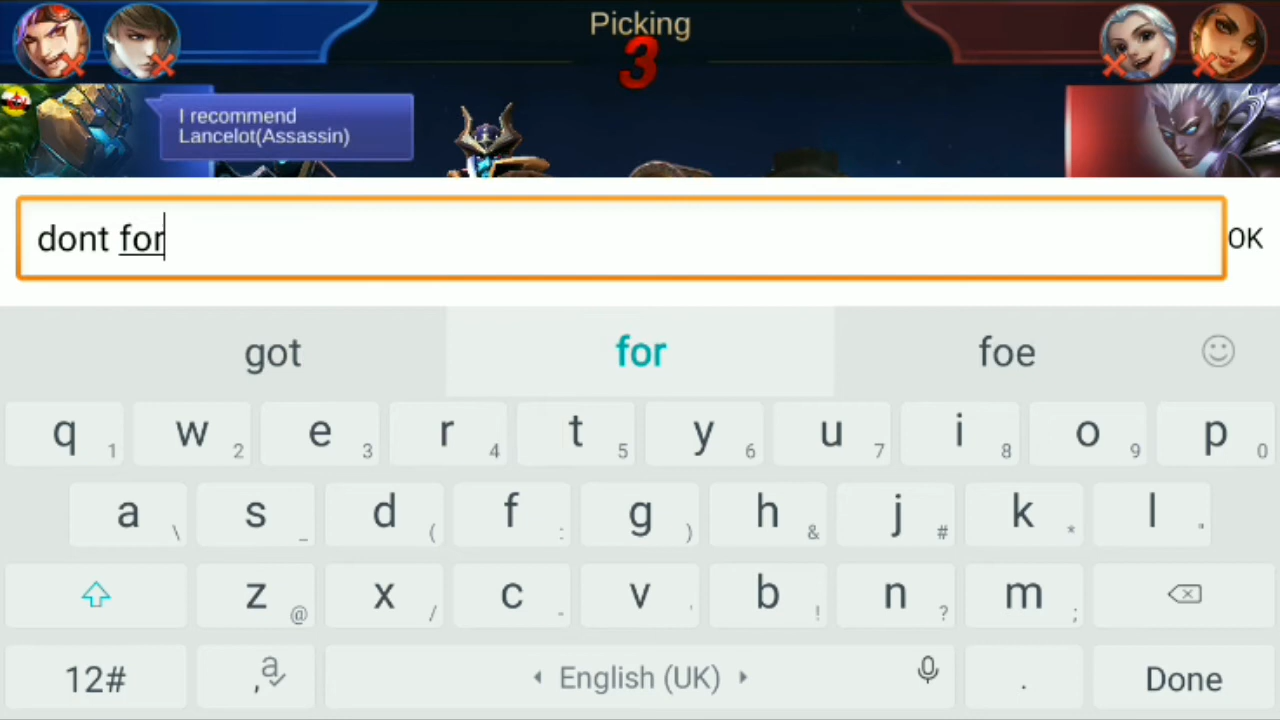 Picking
3
I recommend
Lancelot(Assassin)
dont for
OK
got for foe
q 1 w 2 e 3 r 4 t 5 y 6 u 7 i 8 o 9 p 0
a \ s _ d ( f : g ) h & j # k * l "
z @ x / c - v ' b ! n ? m ;
12# , a English (UK) . Done